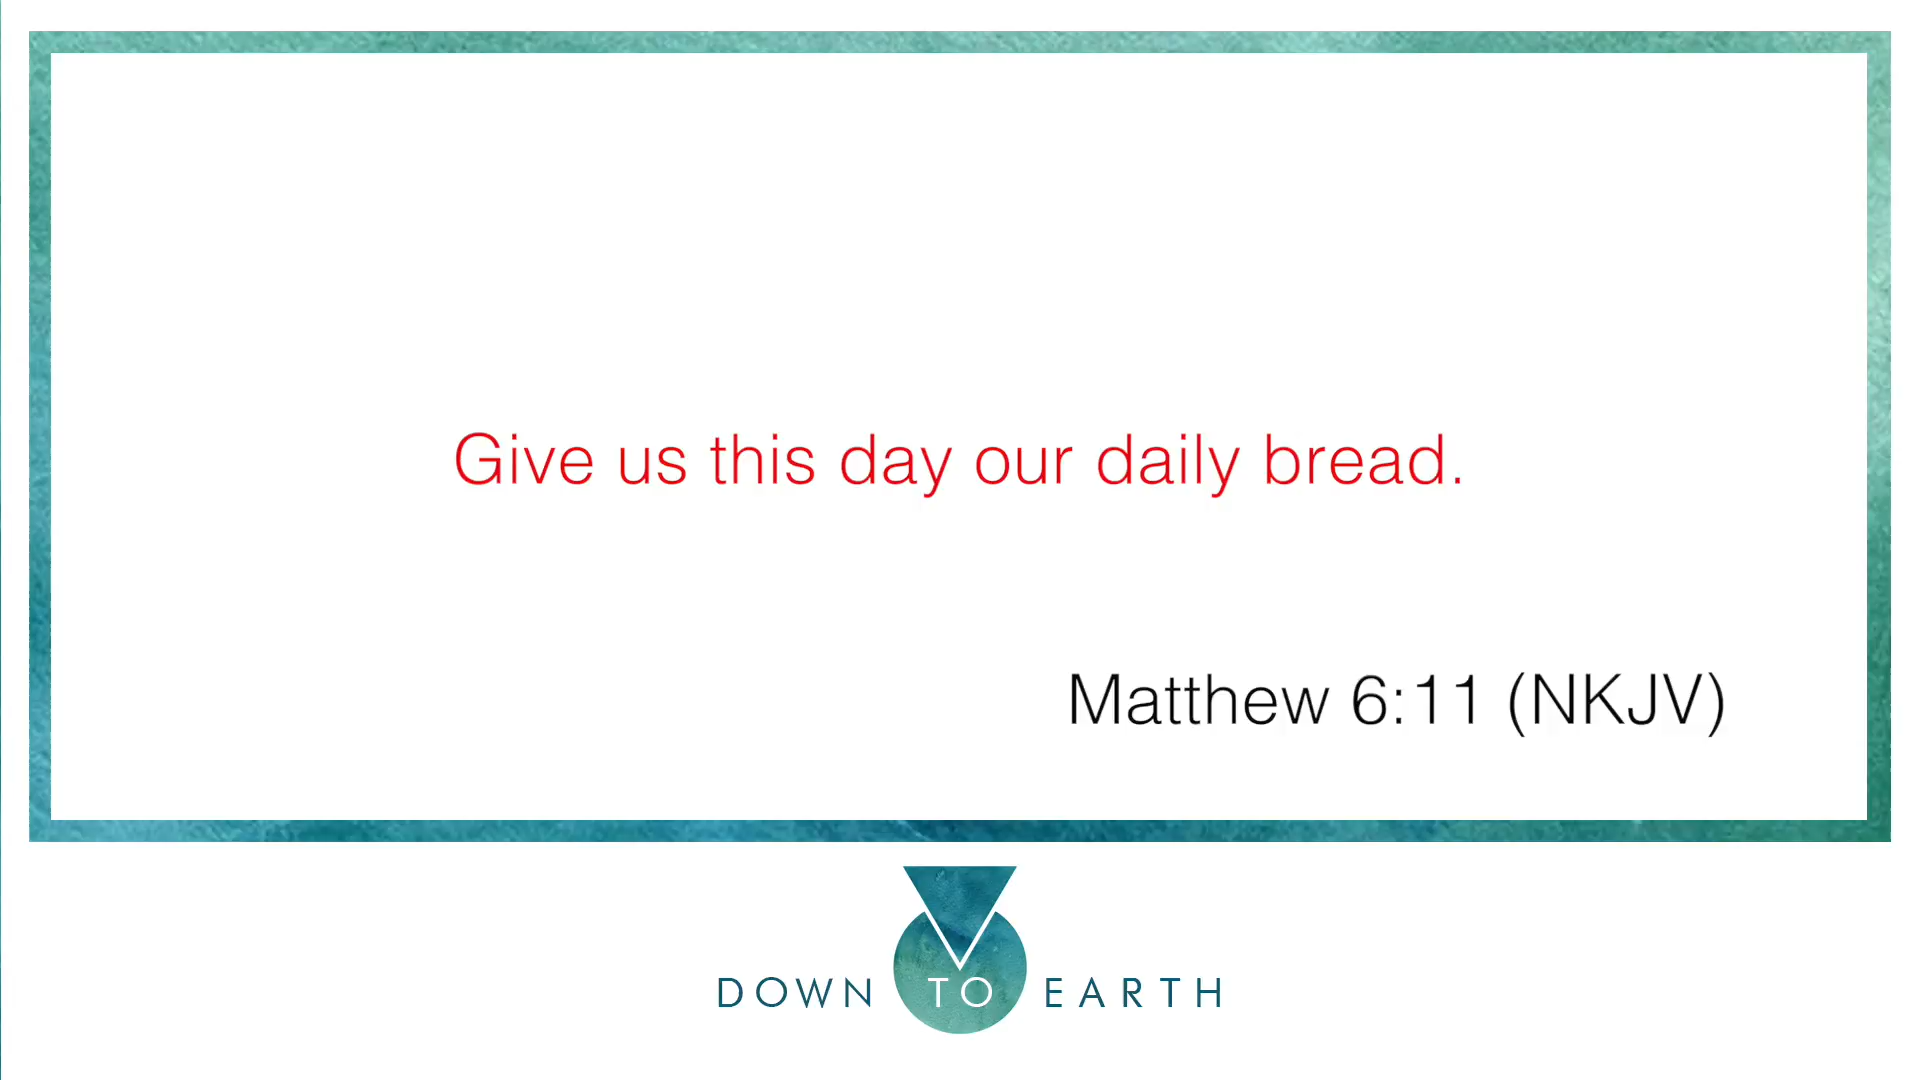 Give us this day our daily bread.
Matthew 6:11 (NKJV)
DOWN TO EARTH